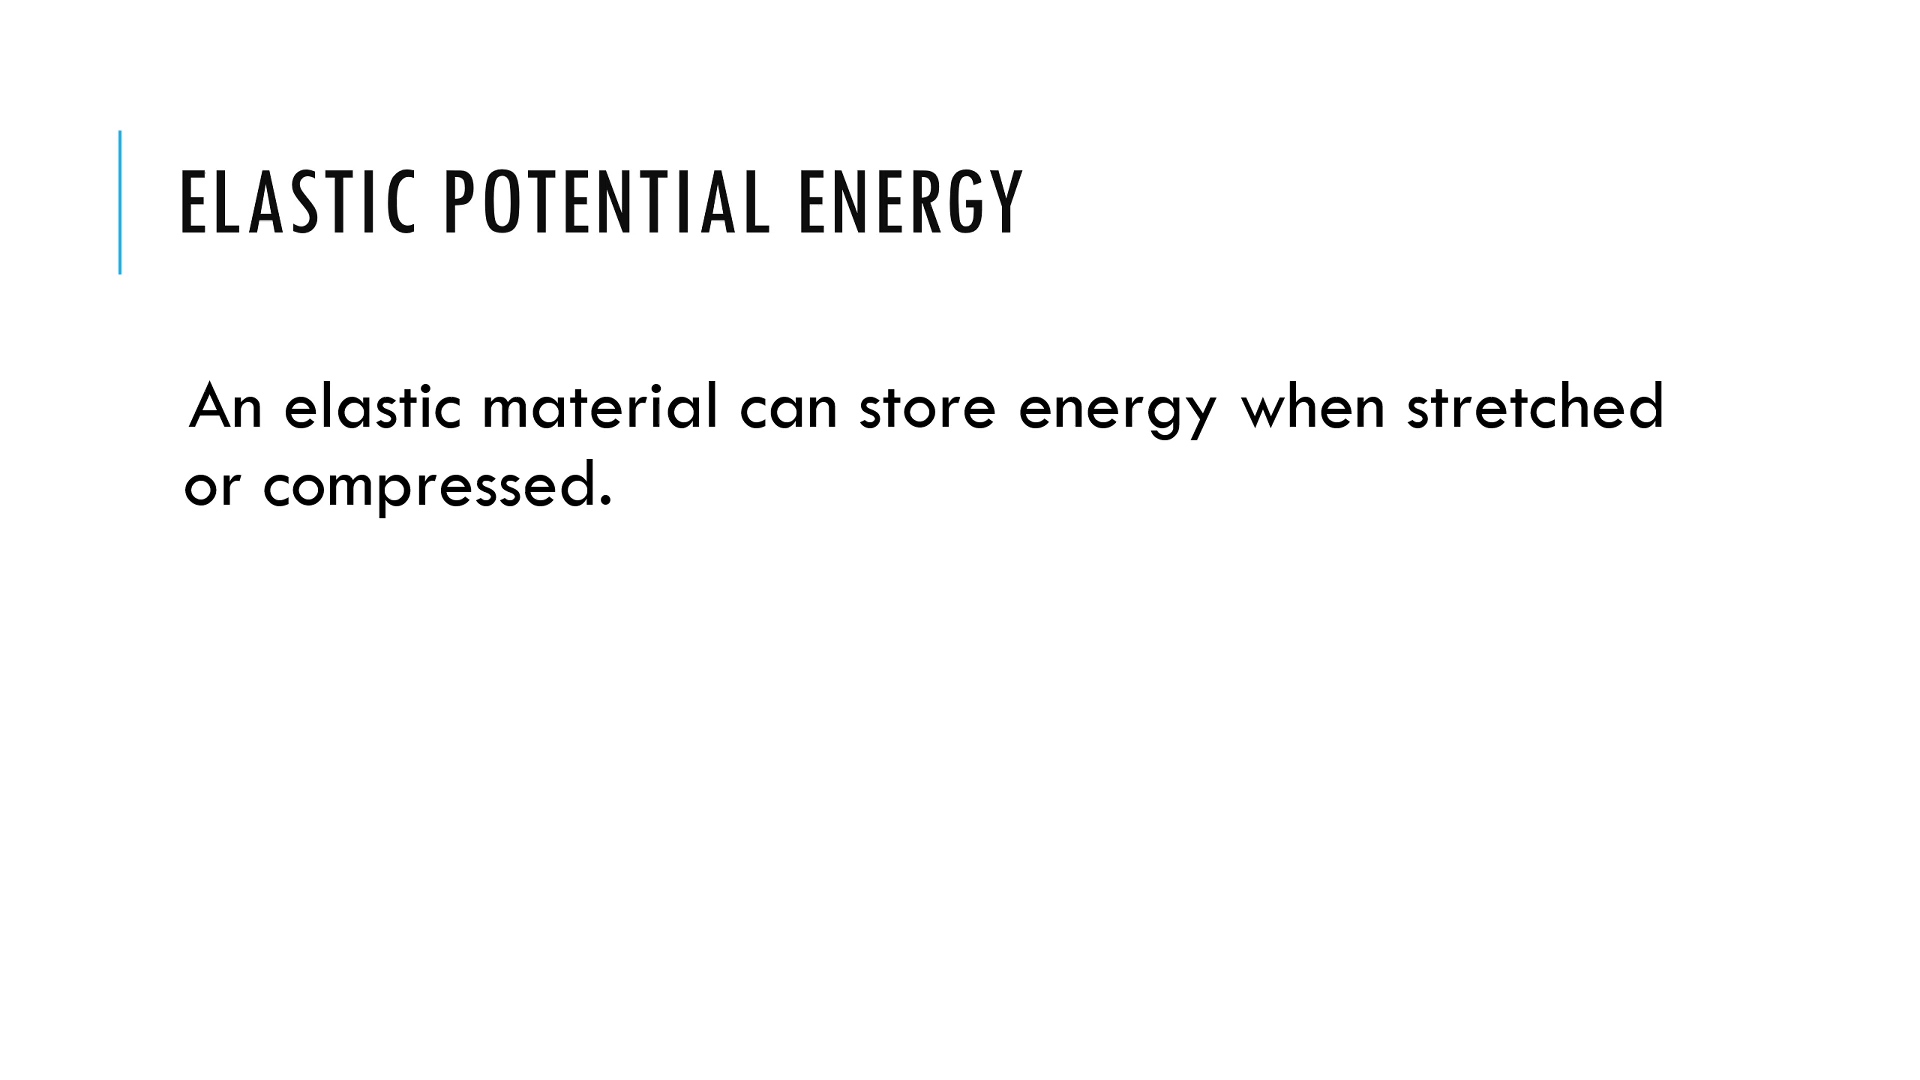 ELASTIC POTENTIAL ENERGY
An elastic material can store energy when stretched
or compressed.